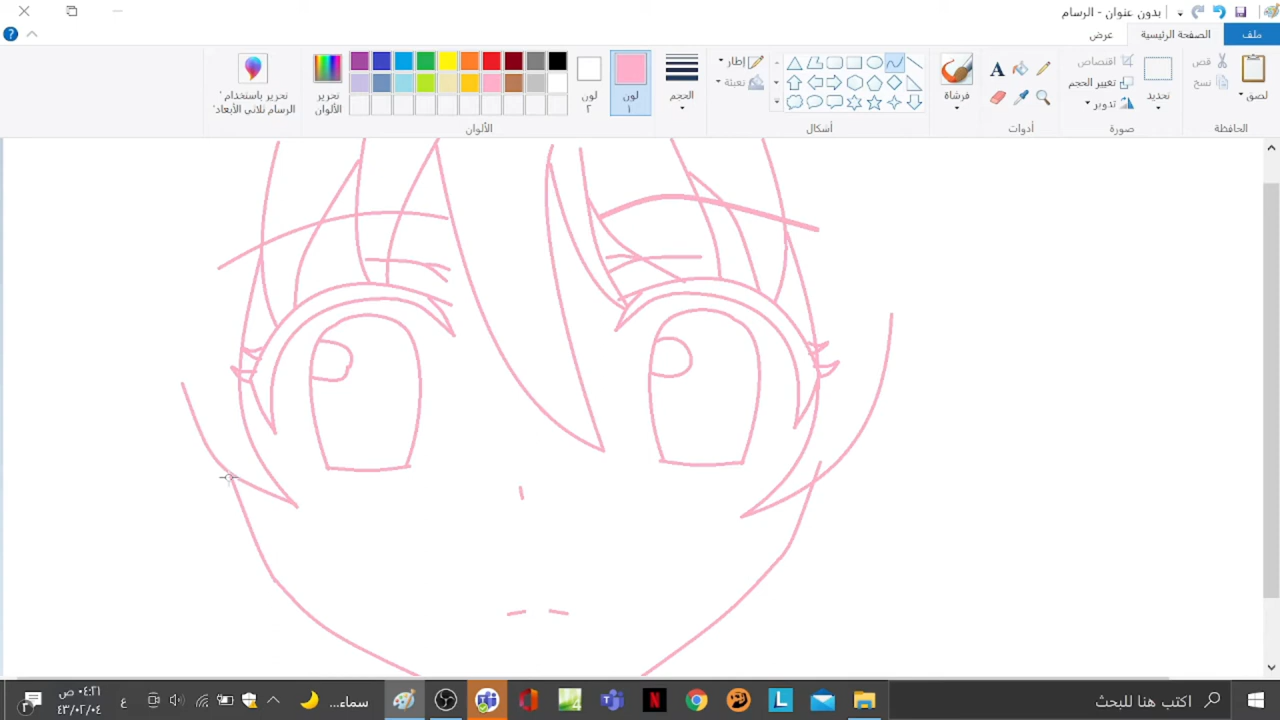 بدون عنوان - الرسام
ملف
الصفحة الرئيسية
عرض
لصق
قص
نسخ
الحافظة
تحديد
اقتصاص
تغيير الحجم
تدوير
صورة
A
أدوات
فرشاة
أشكال
إطار
تعبئة
الحجم
لون
١
لون
٢
الألوان
تحرير
الألوان
تحرير باستخدام "
الرسام ثلاثي الأبعاد"
اكتب هنا للبحث
L
N
سماء...
ع
٠٤:٢١ ص
٤٣/٠٢/٠٤